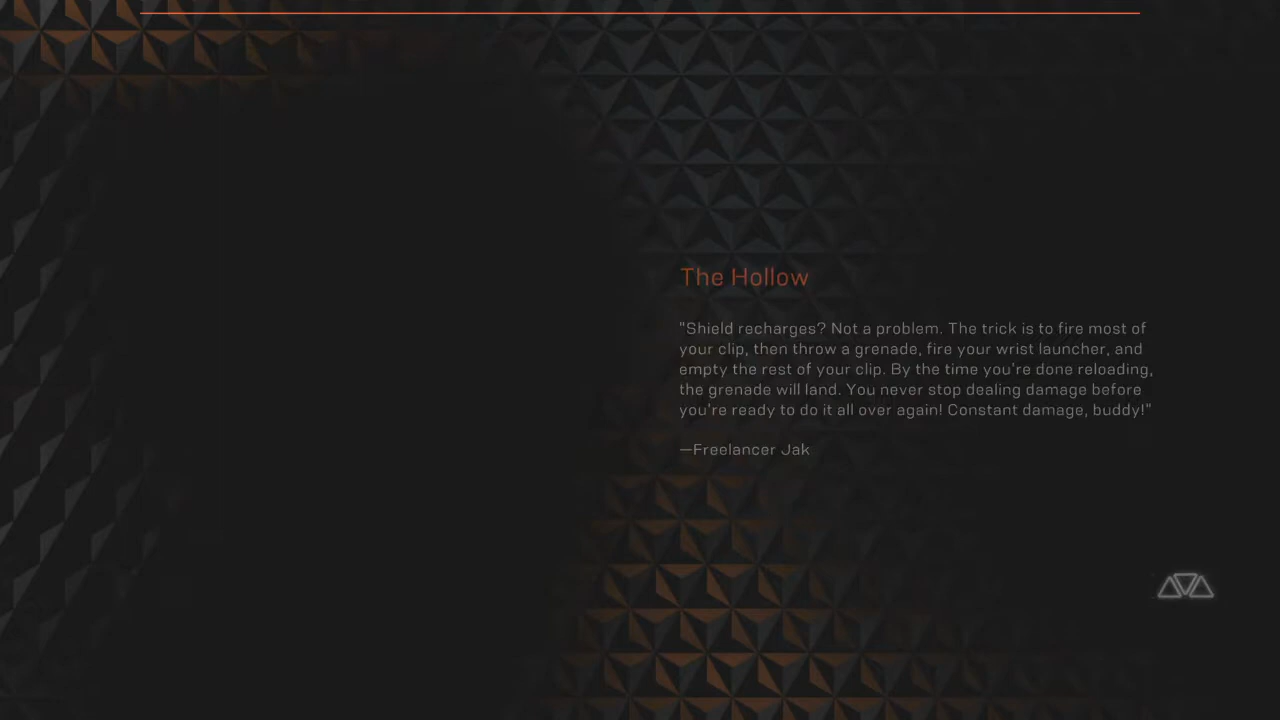 The Hollow
"Shield recharges? Not a problem. The trick is to fire most of
your clip, then throw a grenade, fire your wrist launcher, and
empty the rest of your clip. By the time you're done reloading,
the grenade will land. You never stop dealing damage before
you're ready to do it all over again! Constant damage, buddy!"
—Freelancer Jak